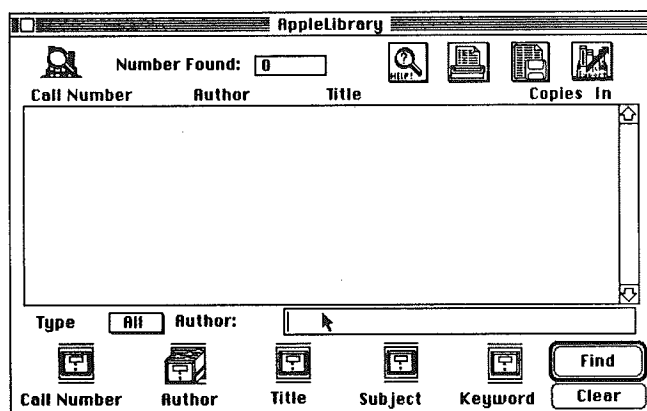 AppleLibrary
Number Found: 0
HELP!
Call Number Author Title Copies In
Type All Author:
Call Number Author Title Subject Keyword
Find
Clear